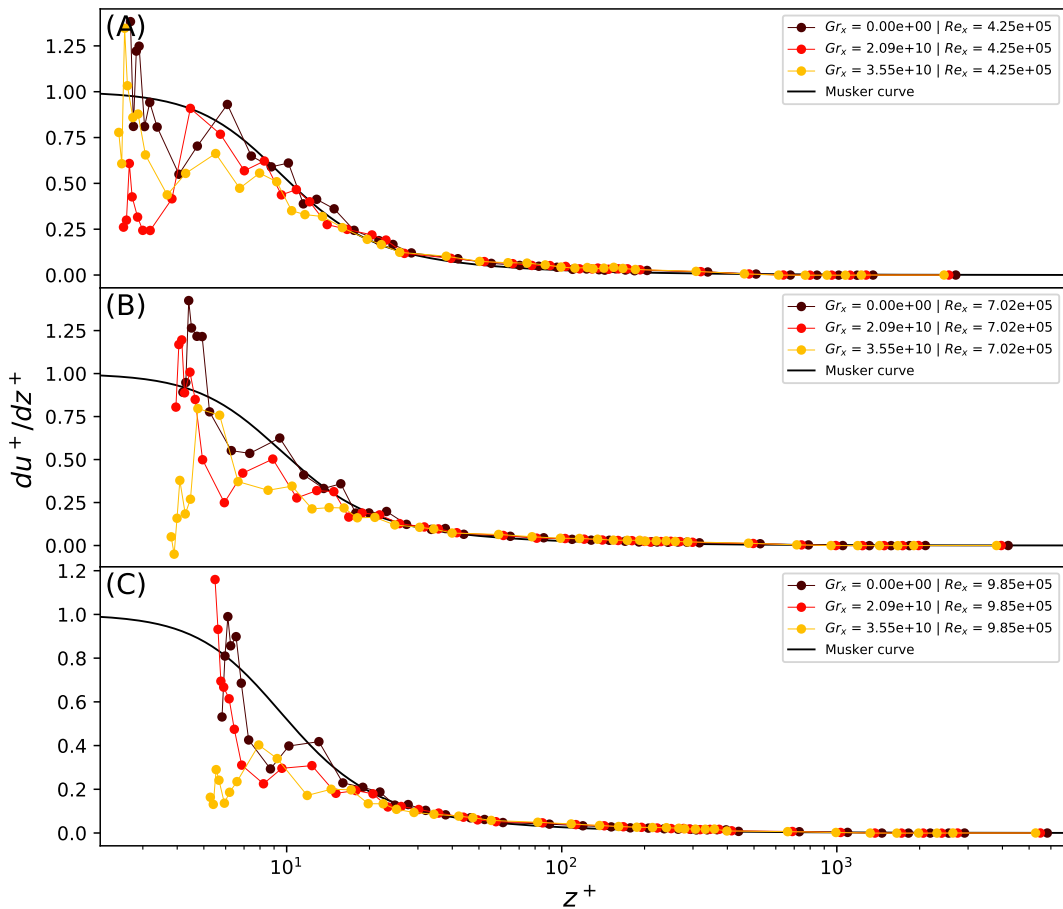 (A)
Gr_x = 0.00e+00 | Re_x = 4.25e+05
Gr_x = 2.09e+10 | Re_x = 4.25e+05
Gr_x = 3.55e+10 | Re_x = 4.25e+05
Musker curve
1.25
1.00
0.75
0.50
0.25
0.00
(B)
Gr_x = 0.00e+00 | Re_x = 7.02e+05
Gr_x = 2.09e+10 | Re_x = 7.02e+05
Gr_x = 3.55e+10 | Re_x = 7.02e+05
Musker curve
1.25
1.00
0.75
0.50
0.25
0.00
du⁺/dz⁺
(C)
Gr_x = 0.00e+00 | Re_x = 9.85e+05
Gr_x = 2.09e+10 | Re_x = 9.85e+05
Gr_x = 3.55e+10 | Re_x = 9.85e+05
Musker curve
1.2
1.0
0.8
0.6
0.4
0.2
0.0
10¹ 10² 10³
z⁺